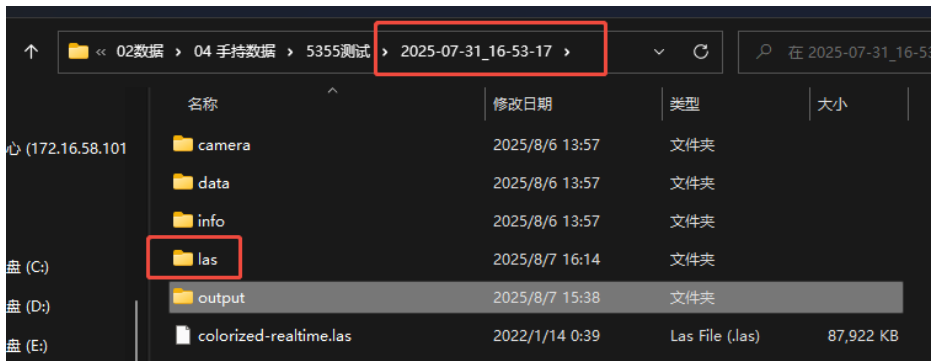 « 02数据 › 04 手持数据 › 5355测试 › 2025-07-31_16-53-17 ›
在 2025-07-31_16-53
名称 修改日期 类型 大小
camera 2025/8/6 13:57 文件夹
心 (172.16.58.101
data 2025/8/6 13:57 文件夹
info 2025/8/6 13:57 文件夹
las 2025/8/7 16:14 文件夹
盘 (C:)
output 2025/8/7 15:38 文件夹
盘 (D:)
colorized-realtime.las 2022/1/14 0:39 Las File (.las) 87,922 KB
盘 (E:)